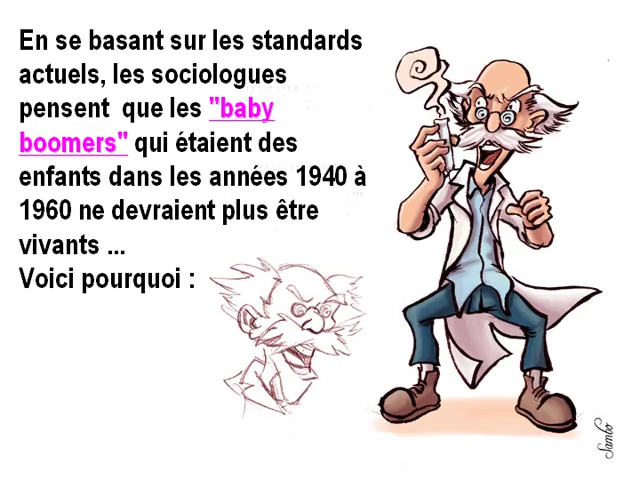 En se basant sur les standards
actuels, les sociologues
pensent que les "baby
boomers" qui étaient des
enfants dans les années 1940 à
1960 ne devraient plus être
vivants ...
Voici pourquoi :
Sambo